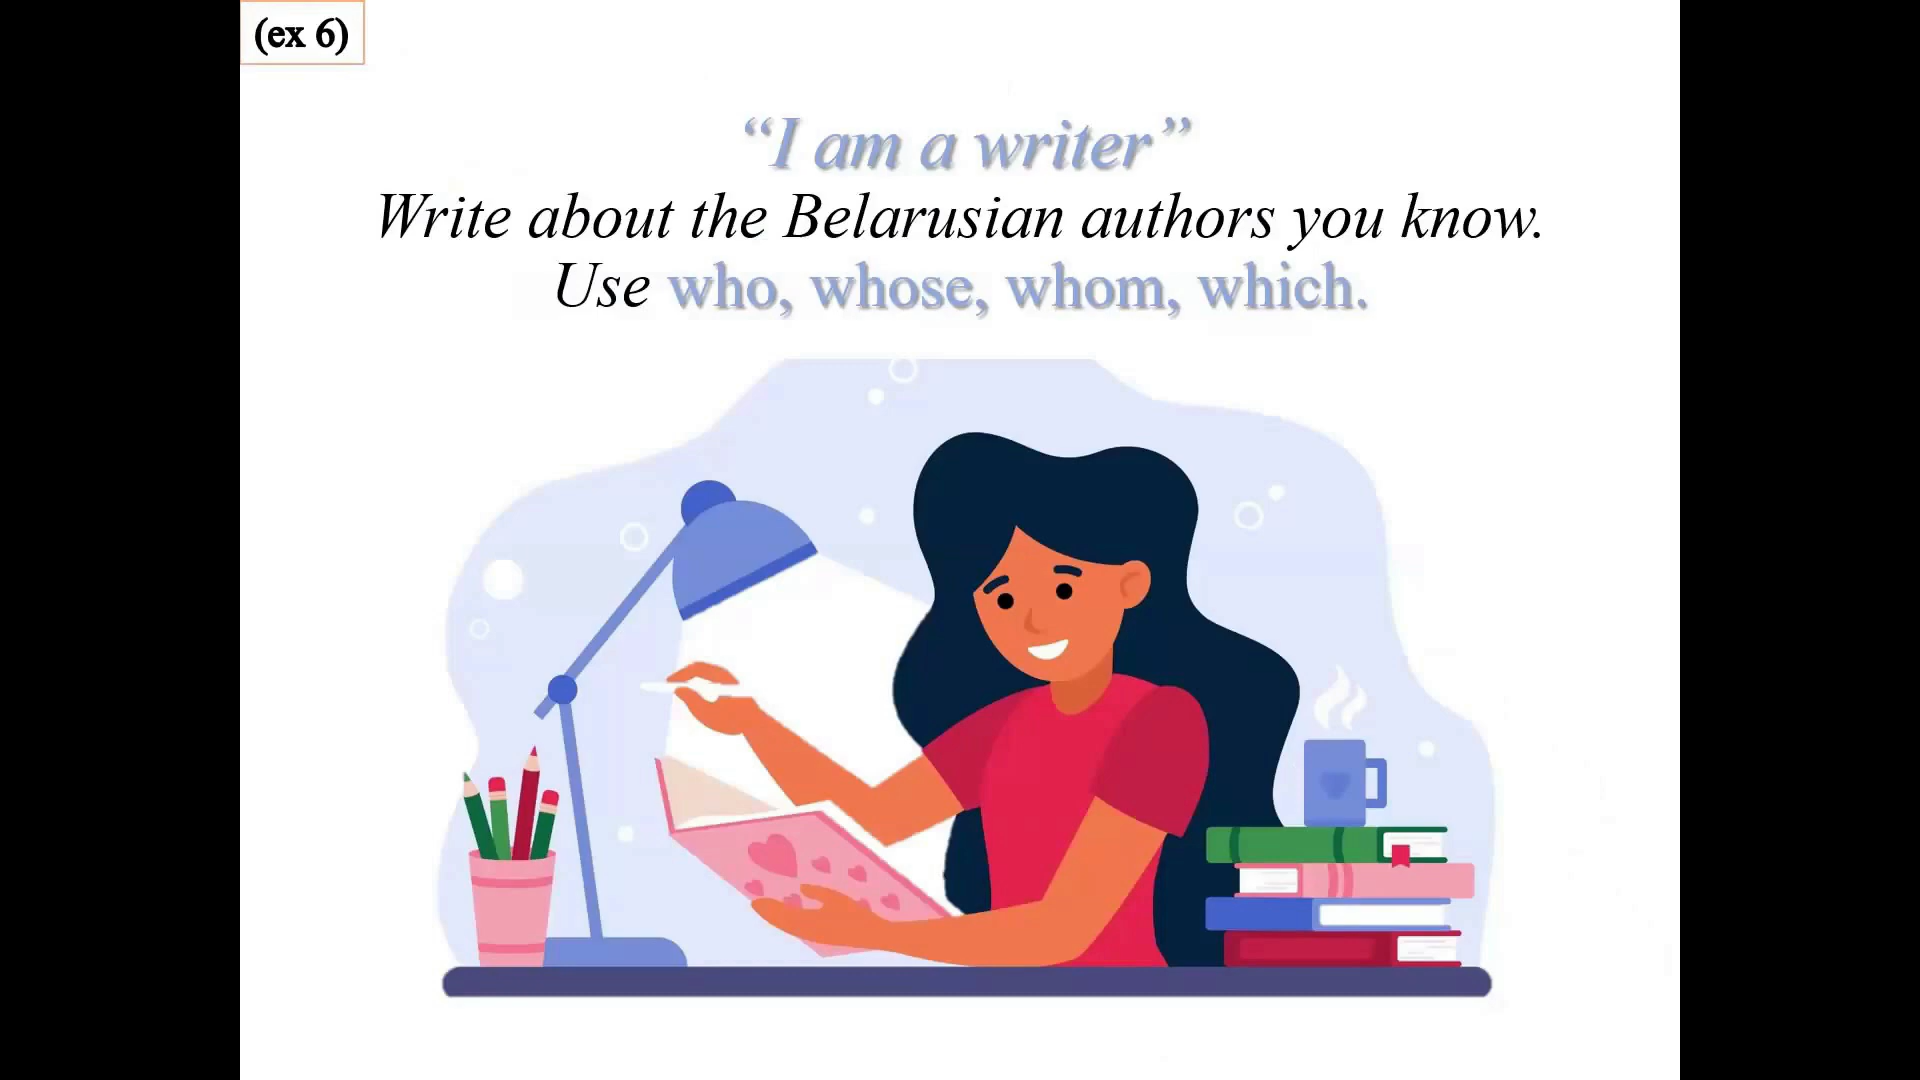 (ex 6)
“I am a writer”
Write about the Belarusian authors you know.
Use who, whose, whom, which.